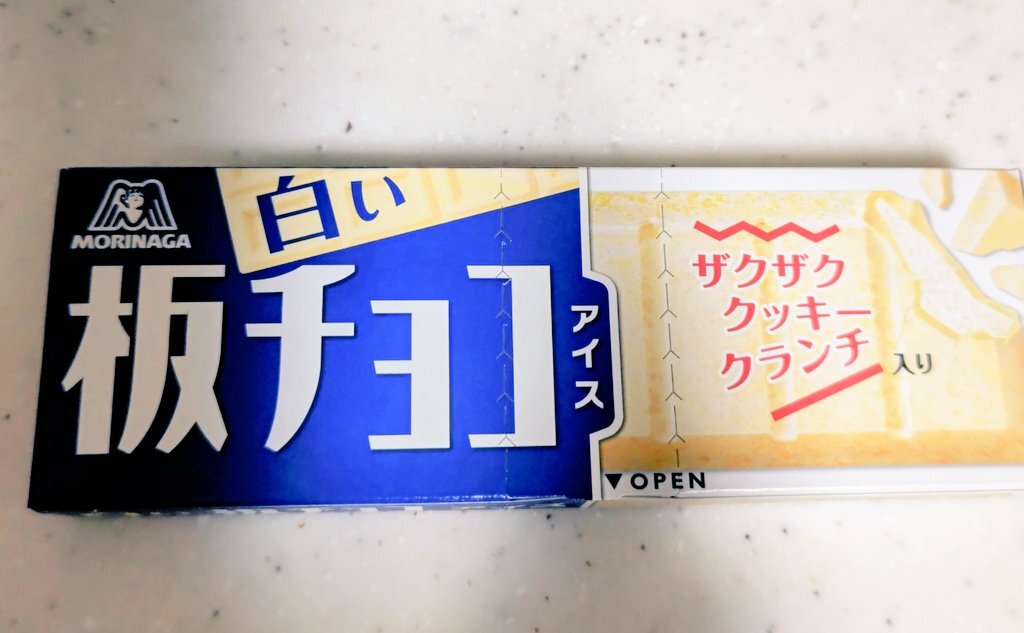 MORINAGA
白い
板チョコ
アイス
ザクザク
クッキー
クランチ
入り
▼OPEN